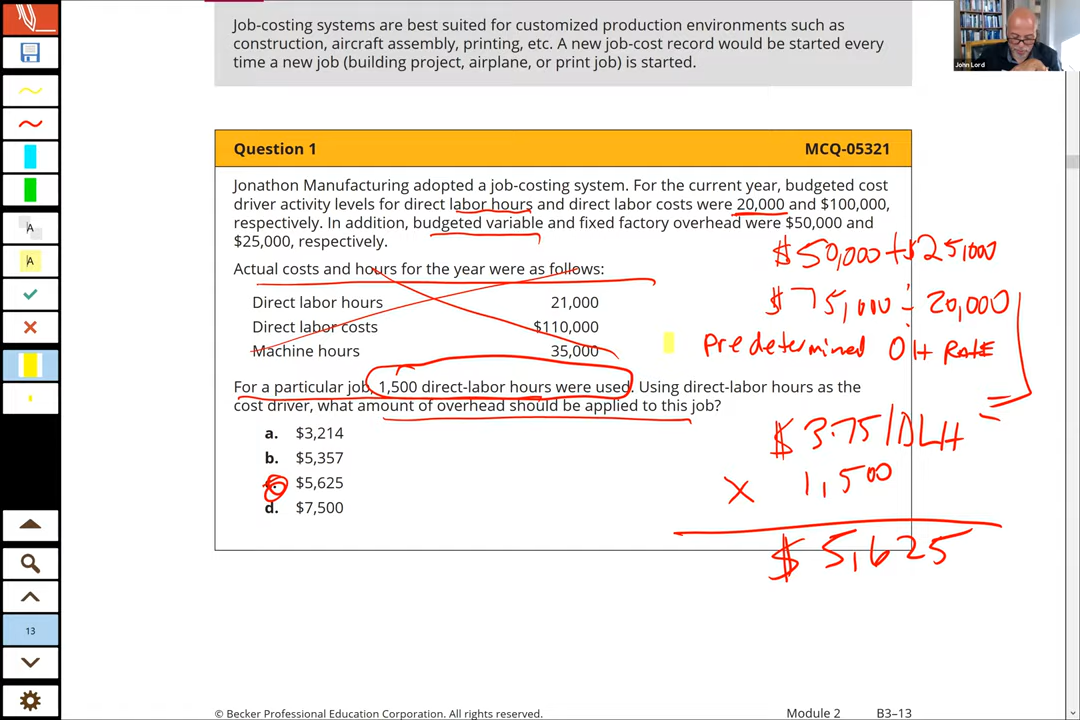 Job-costing systems are best suited for customized production environments such as
construction, aircraft assembly, printing, etc. A new job-cost record would be started every
time a new job (building project, airplane, or print job) is started.
John Lord
Question 1 MCQ-05321
Jonathon Manufacturing adopted a job-costing system. For the current year, budgeted cost
driver activity levels for direct labor hours and direct labor costs were 20,000 and $100,000,
respectively. In addition, budgeted variable and fixed factory overhead were $50,000 and
$25,000, respectively.
$50,000 + $25,000
Actual costs and hours for the year were as follows:
Direct labor hours 21,000
$75,000 ÷ 20,000
Direct labor costs $110,000
Machine hours 35,000
Predetermined OH RATE
For a particular job, 1,500 direct-labor hours were used. Using direct-labor hours as the
cost driver, what amount of overhead should be applied to this job?
a. $3,214
b. $5,357
$5,625
d. $7,500
= $3.75/DLH
x 1,500
$5,625
A
A
13
© Becker Professional Education Corporation. All rights reserved. Module 2 B3–13